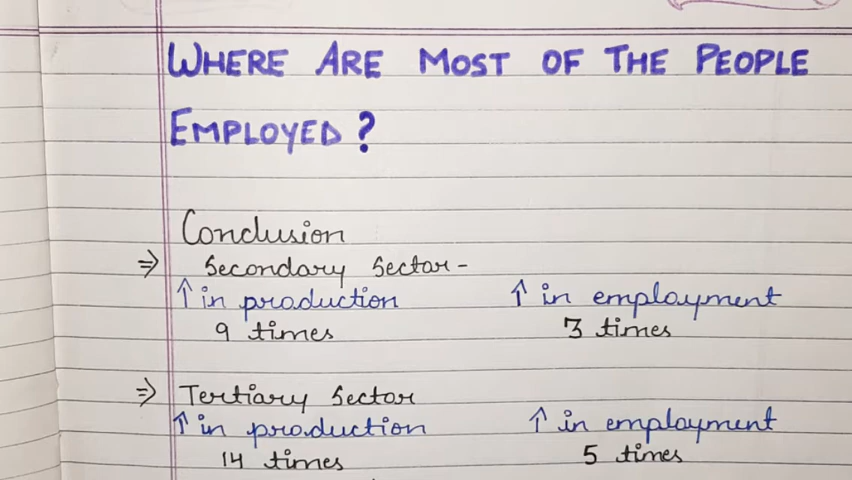 WHERE ARE MOST OF THE PEOPLE
EMPLOYED?
Conclusion
⇒ Secondary Sector-
↑ in production ↑ in employment
9 times 3 times
⇒ Tertiary Sector
↑ in production ↑ in employment
14 times 5 times